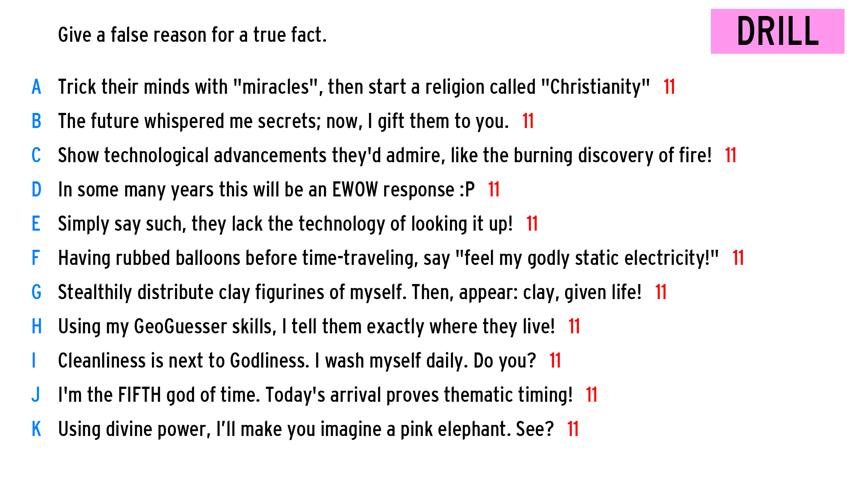 Give a false reason for a true fact.
DRILL
A Trick their minds with "miracles", then start a religion called "Christianity" 11
B The future whispered me secrets; now, I gift them to you. 11
C Show technological advancements they'd admire, like the burning discovery of fire! 11
D In some many years this will be an EWOW response :P 11
E Simply say such, they lack the technology of looking it up! 11
F Having rubbed balloons before time-traveling, say "feel my godly static electricity!" 11
G Stealthily distribute clay figurines of myself. Then, appear: clay, given life! 11
H Using my GeoGuesser skills, I tell them exactly where they live! 11
I Cleanliness is next to Godliness. I wash myself daily. Do you? 11
J I'm the FIFTH god of time. Today's arrival proves thematic timing! 11
K Using divine power, I’ll make you imagine a pink elephant. See? 11